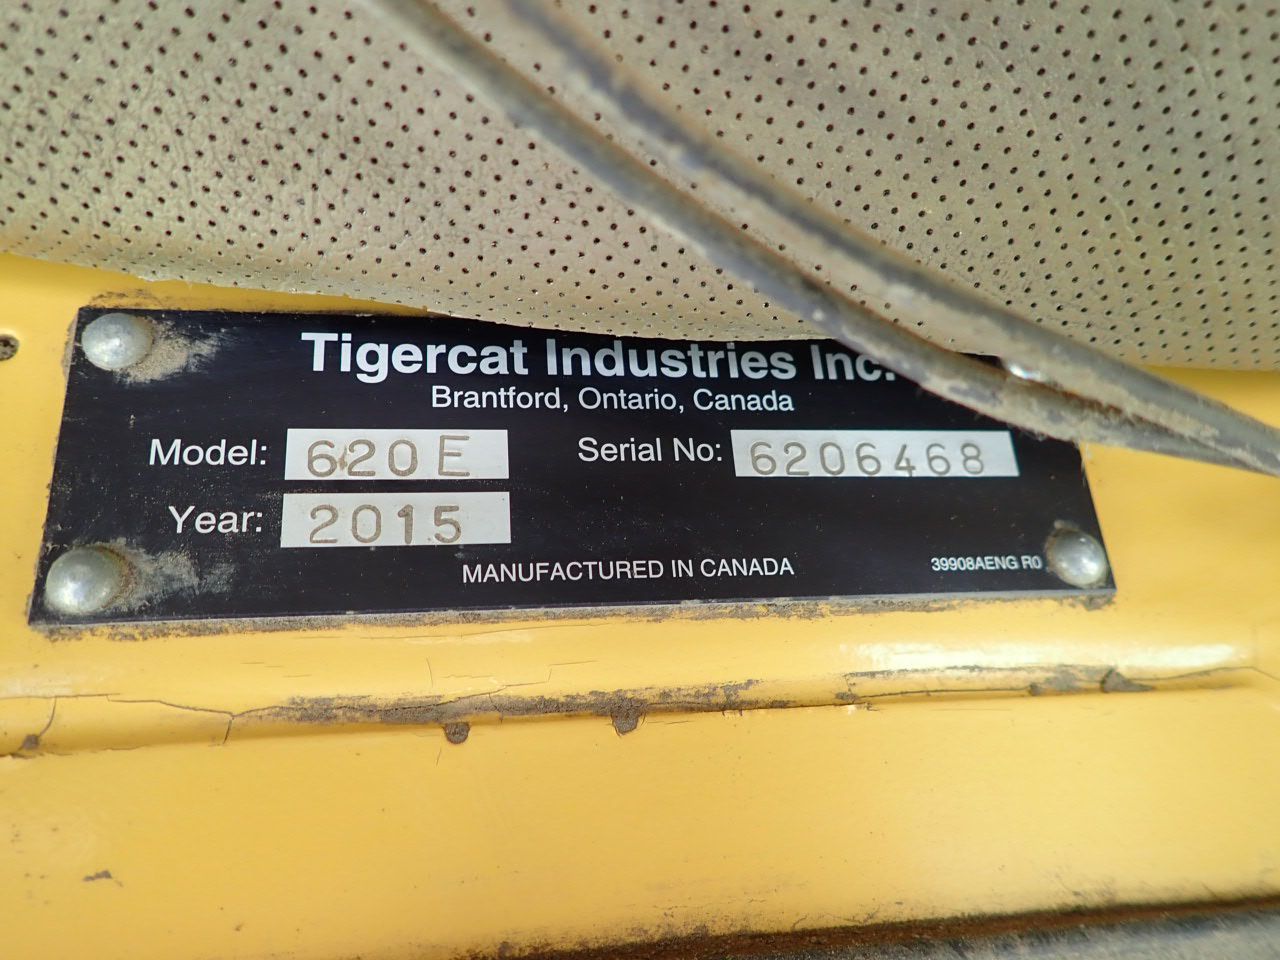 Tigercat Industries Inc.
Brantford, Ontario, Canada
Model: 620E Serial No: 6206468
Year: 2015
MANUFACTURED IN CANADA 39908AENG R0